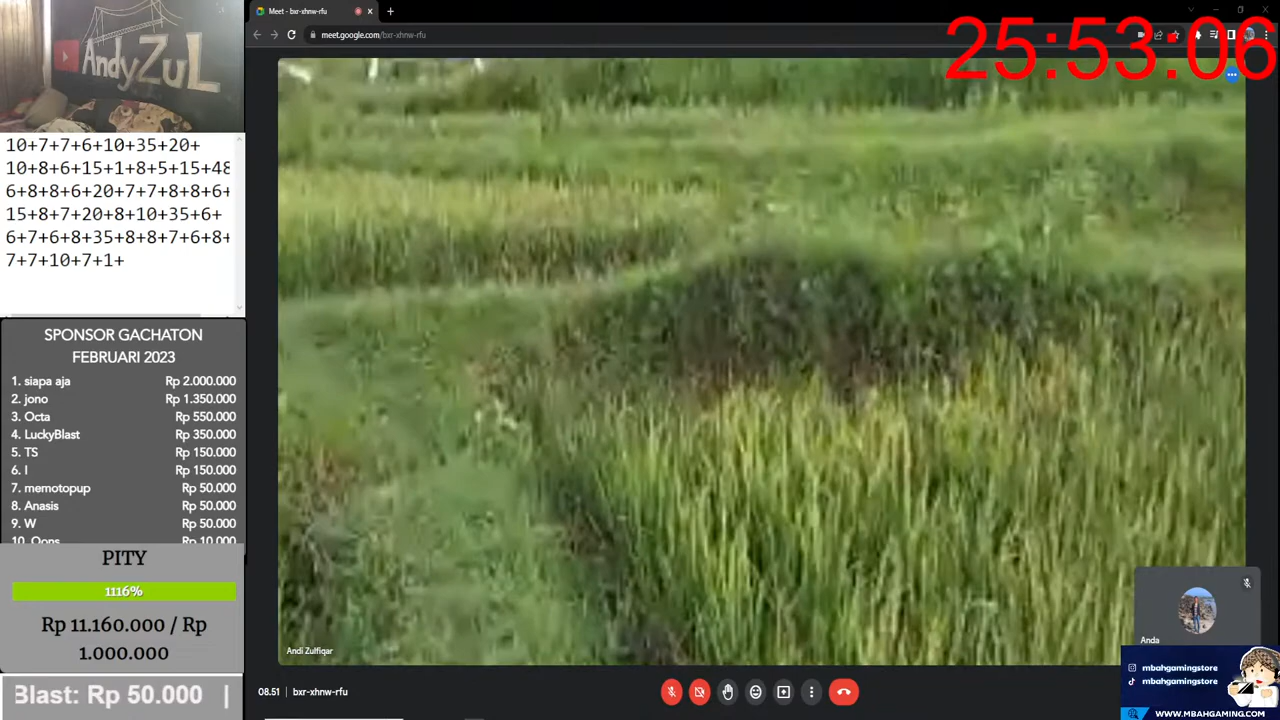 Meet - bxr-xhnw-rfu
meet.google.com/bxr-xhnw-rfu
25:53:06
AndyZuL
10+7+7+6+10+35+20+
10+8+6+15+1+8+5+15+48
6+8+8+6+20+7+7+8+8+6+
15+8+7+20+8+10+35+6+
6+7+6+8+35+8+8+7+6+8+
7+7+10+7+1+
SPONSOR GACHATON
FEBRUARI 2023
1. siapa aja Rp 2.000.000
2. jono Rp 1.350.000
3. Octa Rp 550.000
4. LuckyBlast Rp 350.000
5. TS Rp 150.000
6. I Rp 150.000
7. memotopup Rp 50.000
8. Anasis Rp 50.000
9. W Rp 50.000
10. Oops Rp 10.000
PITY
1116%
Rp 11.160.000 / Rp
1.000.000
Blast: Rp 50.000 |
Andi Zulfiqar
Anda
08.51 | bxr-xhnw-rfu
mbahgamingstore
mbahgamingstore
WWW.MBAHGAMING.COM